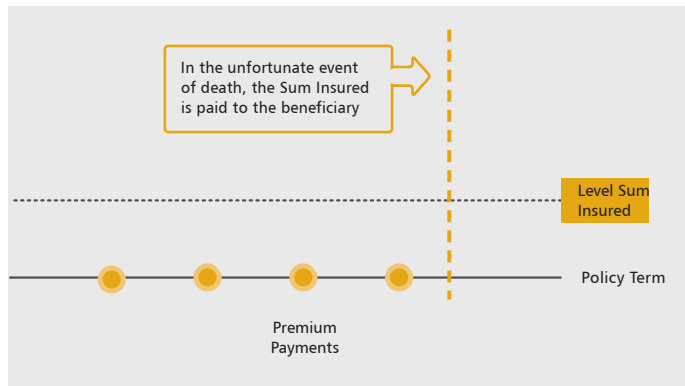 In the unfortunate event
of death, the Sum Insured
is paid to the beneficiary
Level Sum
Insured
Policy Term
Premium
Payments